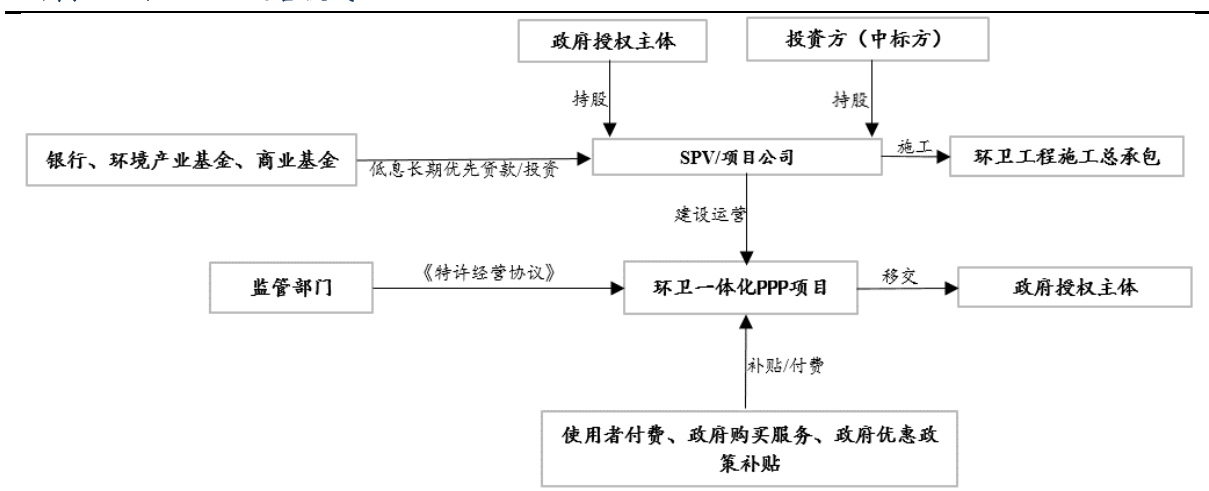 政府授权主体
投资方（中标方）
持股
持股
银行、环境产业基金、商业基金
低息长期优先贷款/投资
SPV/项目公司
施工
环卫工程施工总承包
建设运营
监管部门
《特许经营协议》
环卫一体化PPP项目
移交
政府授权主体
补贴/付费
使用者付费、政府购买服务、政府优惠政
策补贴